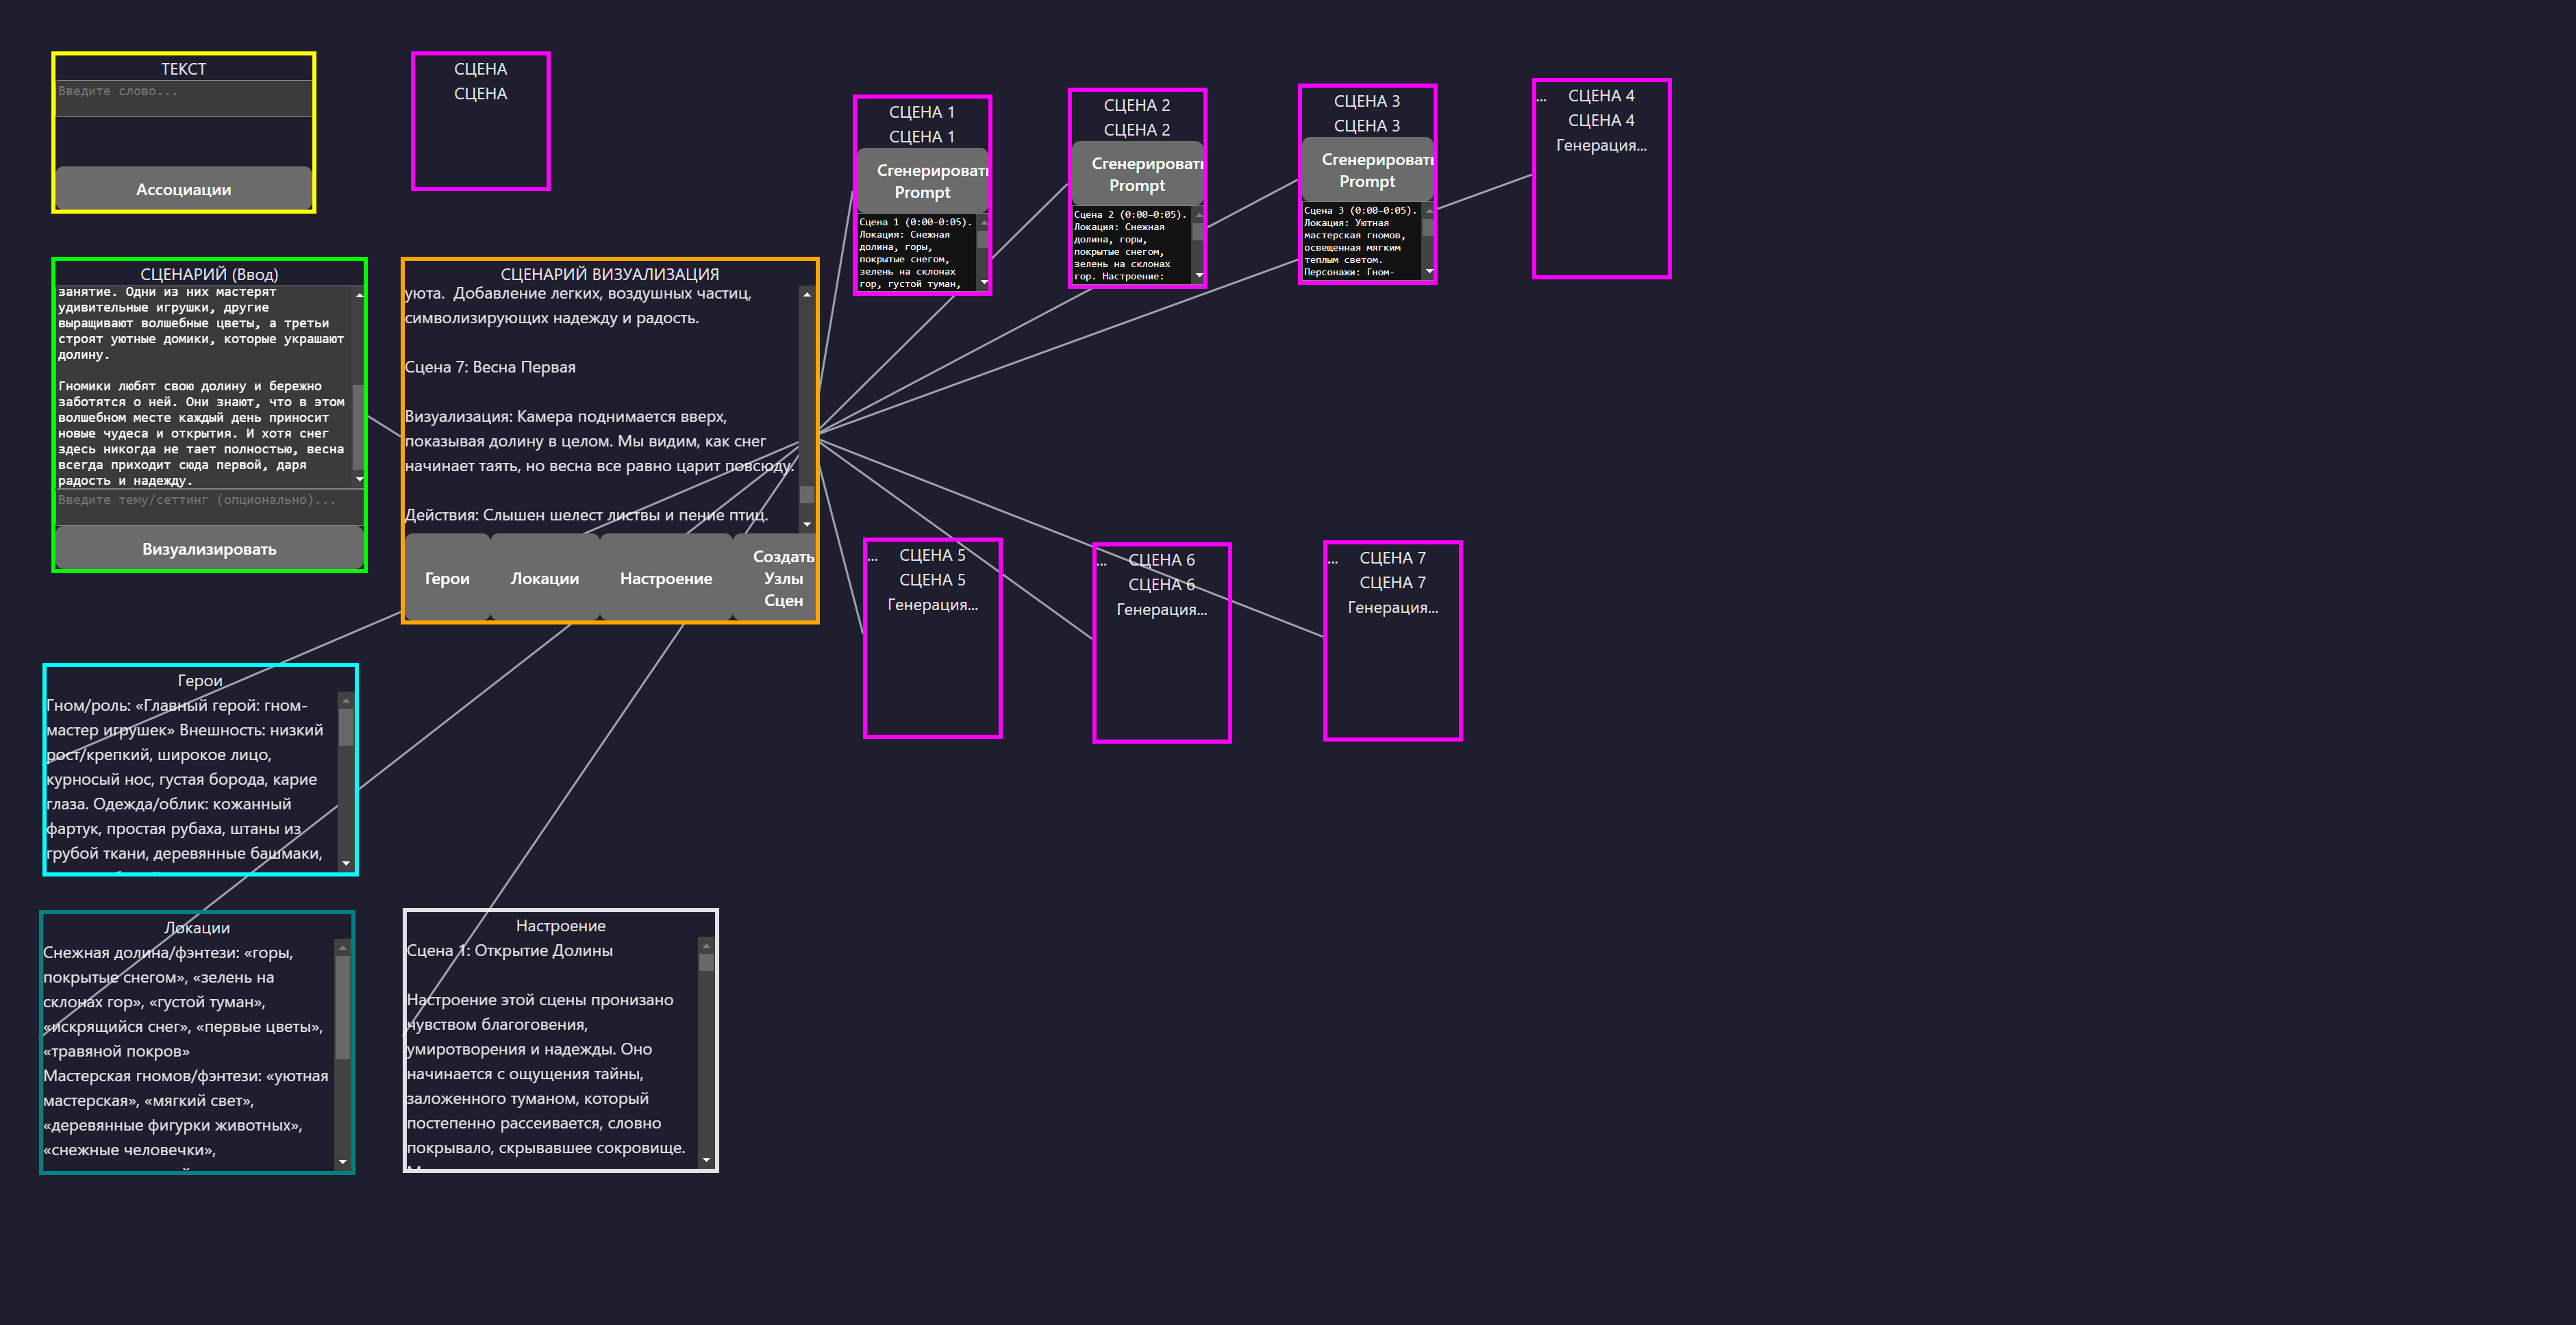 ТЕКСТ
Введите слово...
Ассоциации
СЦЕНА
СЦЕНА
СЦЕНА 1
СЦЕНА 1
Сгенерировать
Prompt
Сцена 1 (0:00–0:05).
Локация: Снежная
долина, горы,
покрытые снегом,
зелень на склонах
гор, густой туман,
СЦЕНА 2
СЦЕНА 2
Сгенерировать
Prompt
Сцена 2 (0:00–0:05).
Локация: Снежная
долина, горы,
покрытые снегом,
зелень на склонах
гор. Настроение:
СЦЕНА 3
СЦЕНА 3
Сгенерировать
Prompt
Сцена 3 (0:00–0:05).
Локация: Уютная
мастерская гномов,
освещенная мягким
теплым светом.
Персонажи: Гном-
... СЦЕНА 4
СЦЕНА 4
Генерация...
СЦЕНАРИЙ (Ввод)
занятие. Одни из них мастерят
удивительные игрушки, другие
выращивают волшебные цветы, а третьи
строят уютные домики, которые украшают
долину.
Гномики любят свою долину и бережно
заботятся о ней. Они знают, что в этом
волшебном месте каждый день приносит
новые чудеса и открытия. И хотя снег
здесь никогда не тает полностью, весна
всегда приходит сюда первой, даря
радость и надежду.
Введите тему/сеттинг (опционально)...
Визуализировать
СЦЕНАРИЙ ВИЗУАЛИЗАЦИЯ
уюта. Добавление легких, воздушных частиц,
символизирующих надежду и радость.
Сцена 7: Весна Первая
Визуализация: Камера поднимается вверх,
показывая долину в целом. Мы видим, как снег
начинает таять, но весна все равно царит повсюду.
Действия: Слышен шелест листвы и пение птиц.
Герои
Локации
Настроение
Создать
Узлы
Сцен
... СЦЕНА 5
СЦЕНА 5
Генерация...
... СЦЕНА 6
СЦЕНА 6
Генерация...
... СЦЕНА 7
СЦЕНА 7
Генерация...
Герои
Гном/роль: «Главный герой: гном-
мастер игрушек» Внешность: низкий
рост/крепкий, широкое лицо,
курносый нос, густая борода, карие
глаза. Одежда/облик: кожанный
фартук, простая рубаха, штаны из
грубой ткани, деревянные башмаки,
Локации
Снежная долина/фэнтези: «горы,
покрытые снегом», «зелень на
склонах гор», «густой туман»,
«искрящийся снег», «первые цветы»,
«травяной покров»
Мастерская гномов/фэнтези: «уютная
мастерская», «мягкий свет»,
«деревянные фигурки животных»,
«снежные человечки»,
Настроение
Сцена 1: Открытие Долины
Настроение этой сцены пронизано
чувством благоговения,
умиротворения и надежды. Оно
начинается с ощущения тайны,
заложенного туманом, который
постепенно рассеивается, словно
покрывало, скрывавшее сокровище.